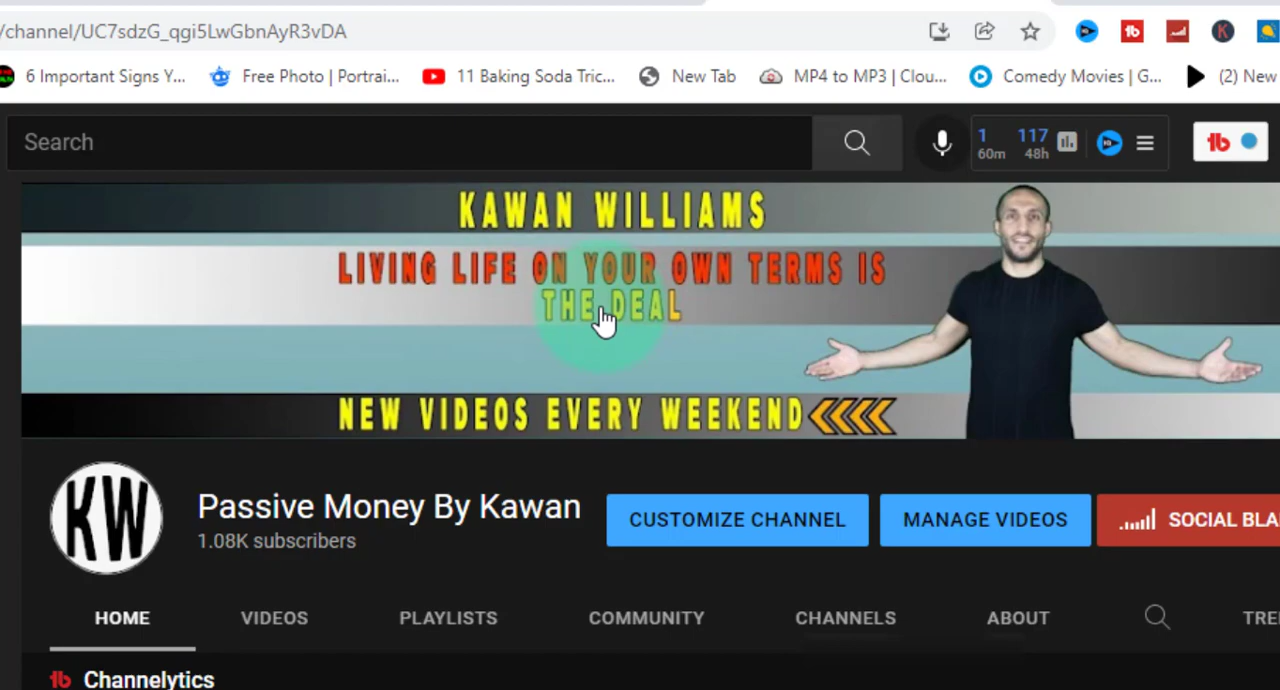 /channel/UC7sdzG_qgi5LwGbnAyR3vDA
6 Important Signs Y... Free Photo | Portrai... 11 Baking Soda Tric... New Tab MP4 to MP3 | Clou... Comedy Movies | G... (2) New
Search 1 60m 117 48h
KAWAN WILLIAMS
LIVING LIFE ON YOUR OWN TERMS IS
THE DEAL
NEW VIDEOS EVERY WEEKEND
KW
Passive Money By Kawan CUSTOMIZE CHANNEL MANAGE VIDEOS SOCIAL BLA
1.08K subscribers
HOME VIDEOS PLAYLISTS COMMUNITY CHANNELS ABOUT TRE
Channelytics